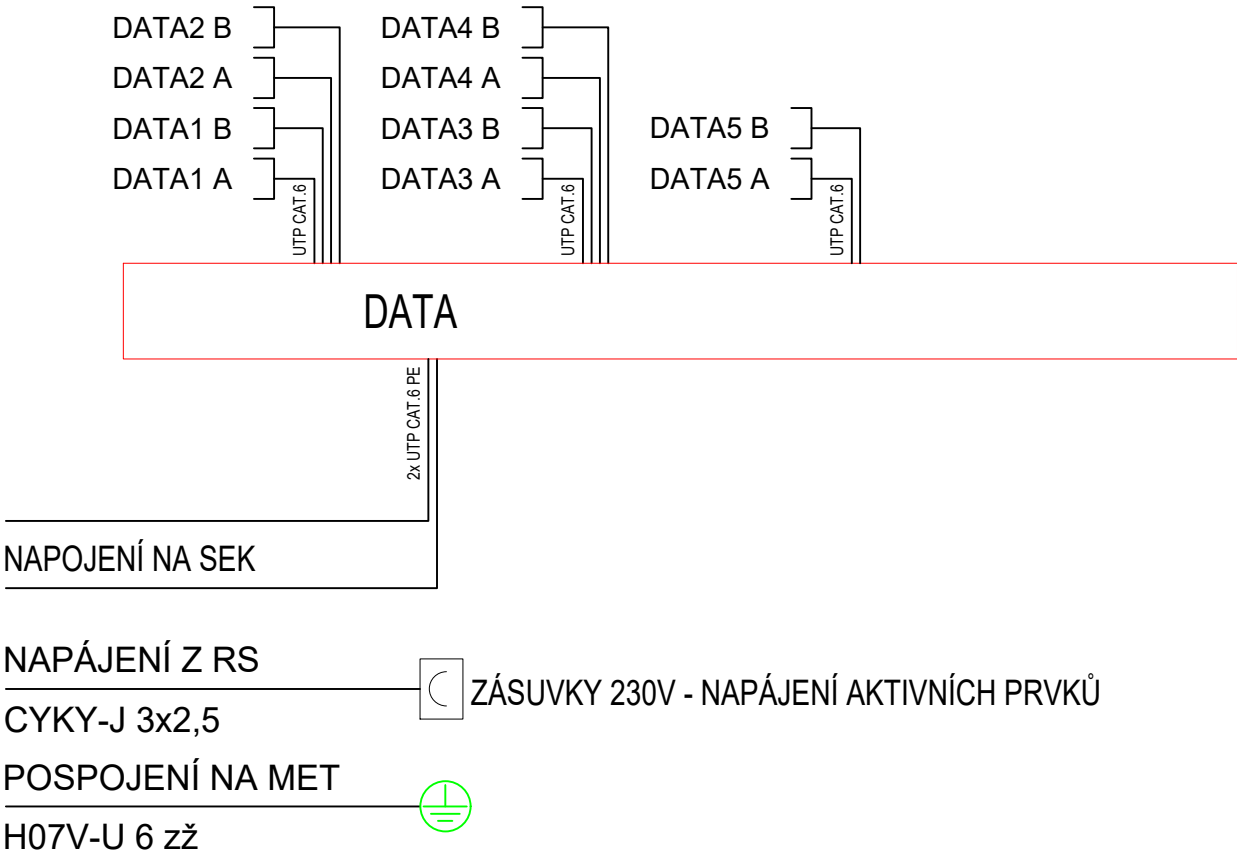 DATA2 B
DATA4 B
DATA2 A
DATA4 A
DATA1 B
DATA3 B
DATA5 B
DATA1 A
DATA3 A
DATA5 A
UTP CAT.6
UTP CAT.6
UTP CAT.6
DATA
2x UTP CAT.6 PE
NAPOJENÍ NA SEK
NAPÁJENÍ Z RS
ZÁSUVKY 230V - NAPÁJENÍ AKTIVNÍCH PRVKŮ
CYKY-J 3x2,5
POSPOJENÍ NA MET
H07V-U 6 zž